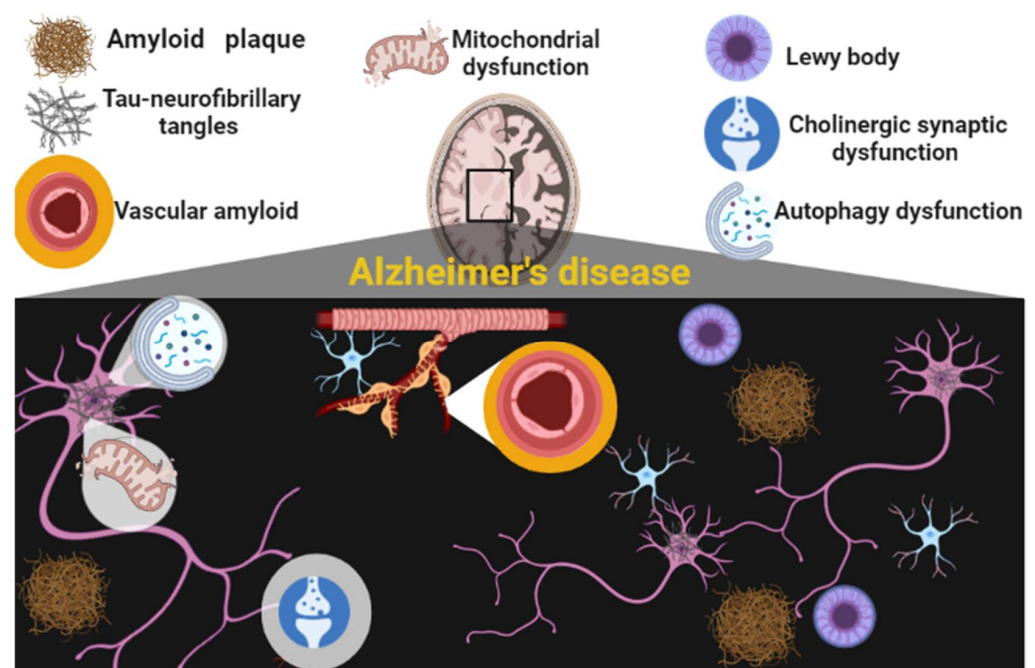 Amyloid plaque
Mitochondrial
dysfunction
Lewy body
Tau-neurofibrillary
tangles
Cholinergic synaptic
dysfunction
Vascular amyloid
Autophagy dysfunction
Alzheimer's disease